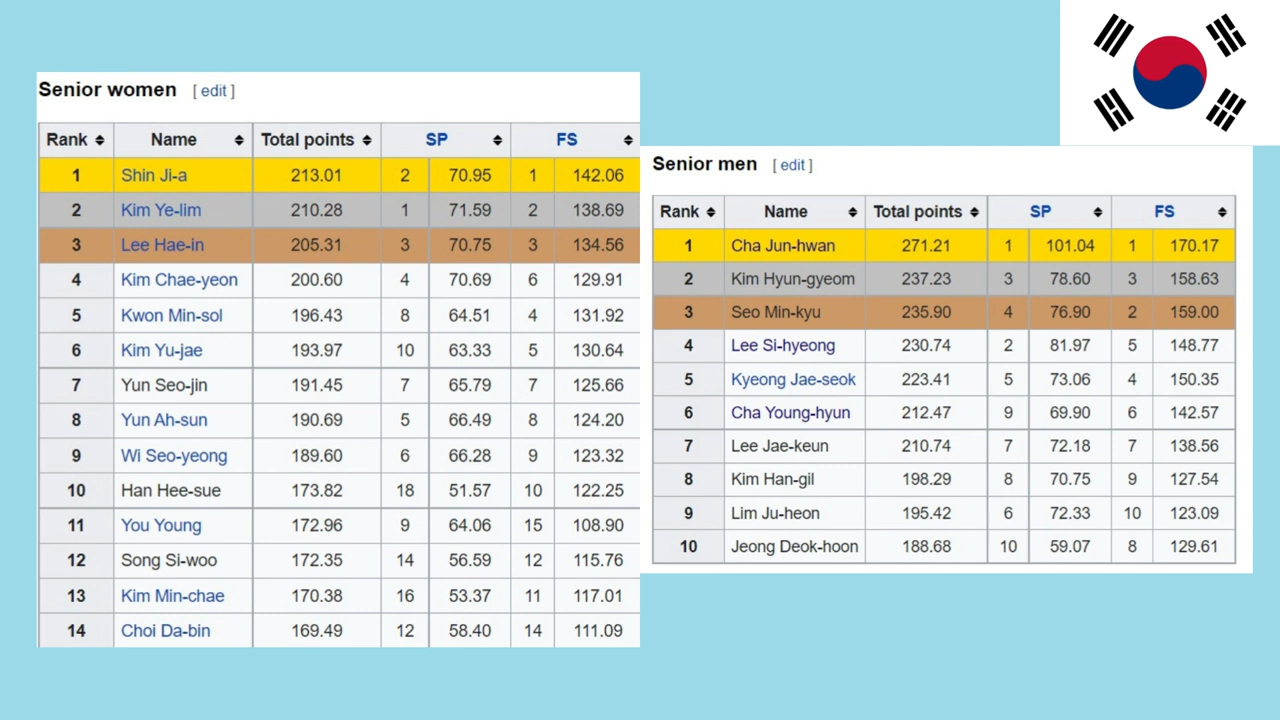 Senior women [ edit ]
Rank Name Total points SP FS
1 Shin Ji-a 213.01 2 70.95 1 142.06
2 Kim Ye-lim 210.28 1 71.59 2 138.69
3 Lee Hae-in 205.31 3 70.75 3 134.56
4 Kim Chae-yeon 200.60 4 70.69 6 129.91
5 Kwon Min-sol 196.43 8 64.51 4 131.92
6 Kim Yu-jae 193.97 10 63.33 5 130.64
7 Yun Seo-jin 191.45 7 65.79 7 125.66
8 Yun Ah-sun 190.69 5 66.49 8 124.20
9 Wi Seo-yeong 189.60 6 66.28 9 123.32
10 Han Hee-sue 173.82 18 51.57 10 122.25
11 You Young 172.96 9 64.06 15 108.90
12 Song Si-woo 172.35 14 56.59 12 115.76
13 Kim Min-chae 170.38 16 53.37 11 117.01
14 Choi Da-bin 169.49 12 58.40 14 111.09
Senior men [ edit ]
Rank Name Total points SP FS
1 Cha Jun-hwan 271.21 1 101.04 1 170.17
2 Kim Hyun-gyeom 237.23 3 78.60 3 158.63
3 Seo Min-kyu 235.90 4 76.90 2 159.00
4 Lee Si-hyeong 230.74 2 81.97 5 148.77
5 Kyeong Jae-seok 223.41 5 73.06 4 150.35
6 Cha Young-hyun 212.47 9 69.90 6 142.57
7 Lee Jae-keun 210.74 7 72.18 7 138.56
8 Kim Han-gil 198.29 8 70.75 9 127.54
9 Lim Ju-heon 195.42 6 72.33 10 123.09
10 Jeong Deok-hoon 188.68 10 59.07 8 129.61